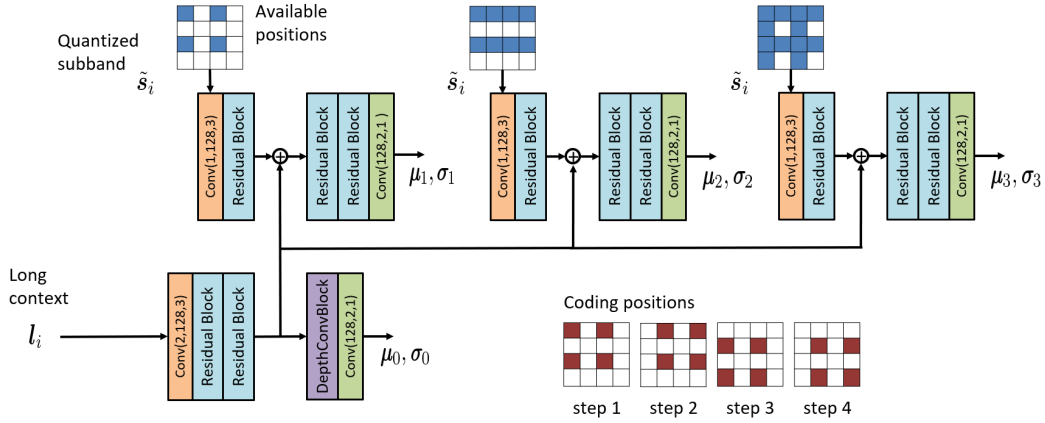 Quantized
subband
Available
positions
s̃ᵢ
Conv(1,128,3)
Residual Block
Residual Block
Residual Block
Conv(128,2,1)
μ₁, σ₁
s̃ᵢ
Conv(1,128,3)
Residual Block
Residual Block
Residual Block
Conv(128,2,1)
μ₂, σ₂
s̃ᵢ
Conv(1,128,3)
Residual Block
Residual Block
Residual Block
Conv(128,2,1)
μ₃, σ₃
Long
context
lᵢ
Conv(2,128,3)
Residual Block
Residual Block
DepthConvBlock
Conv(128,2,1)
μ₀, σ₀
Coding positions
step 1
step 2
step 3
step 4